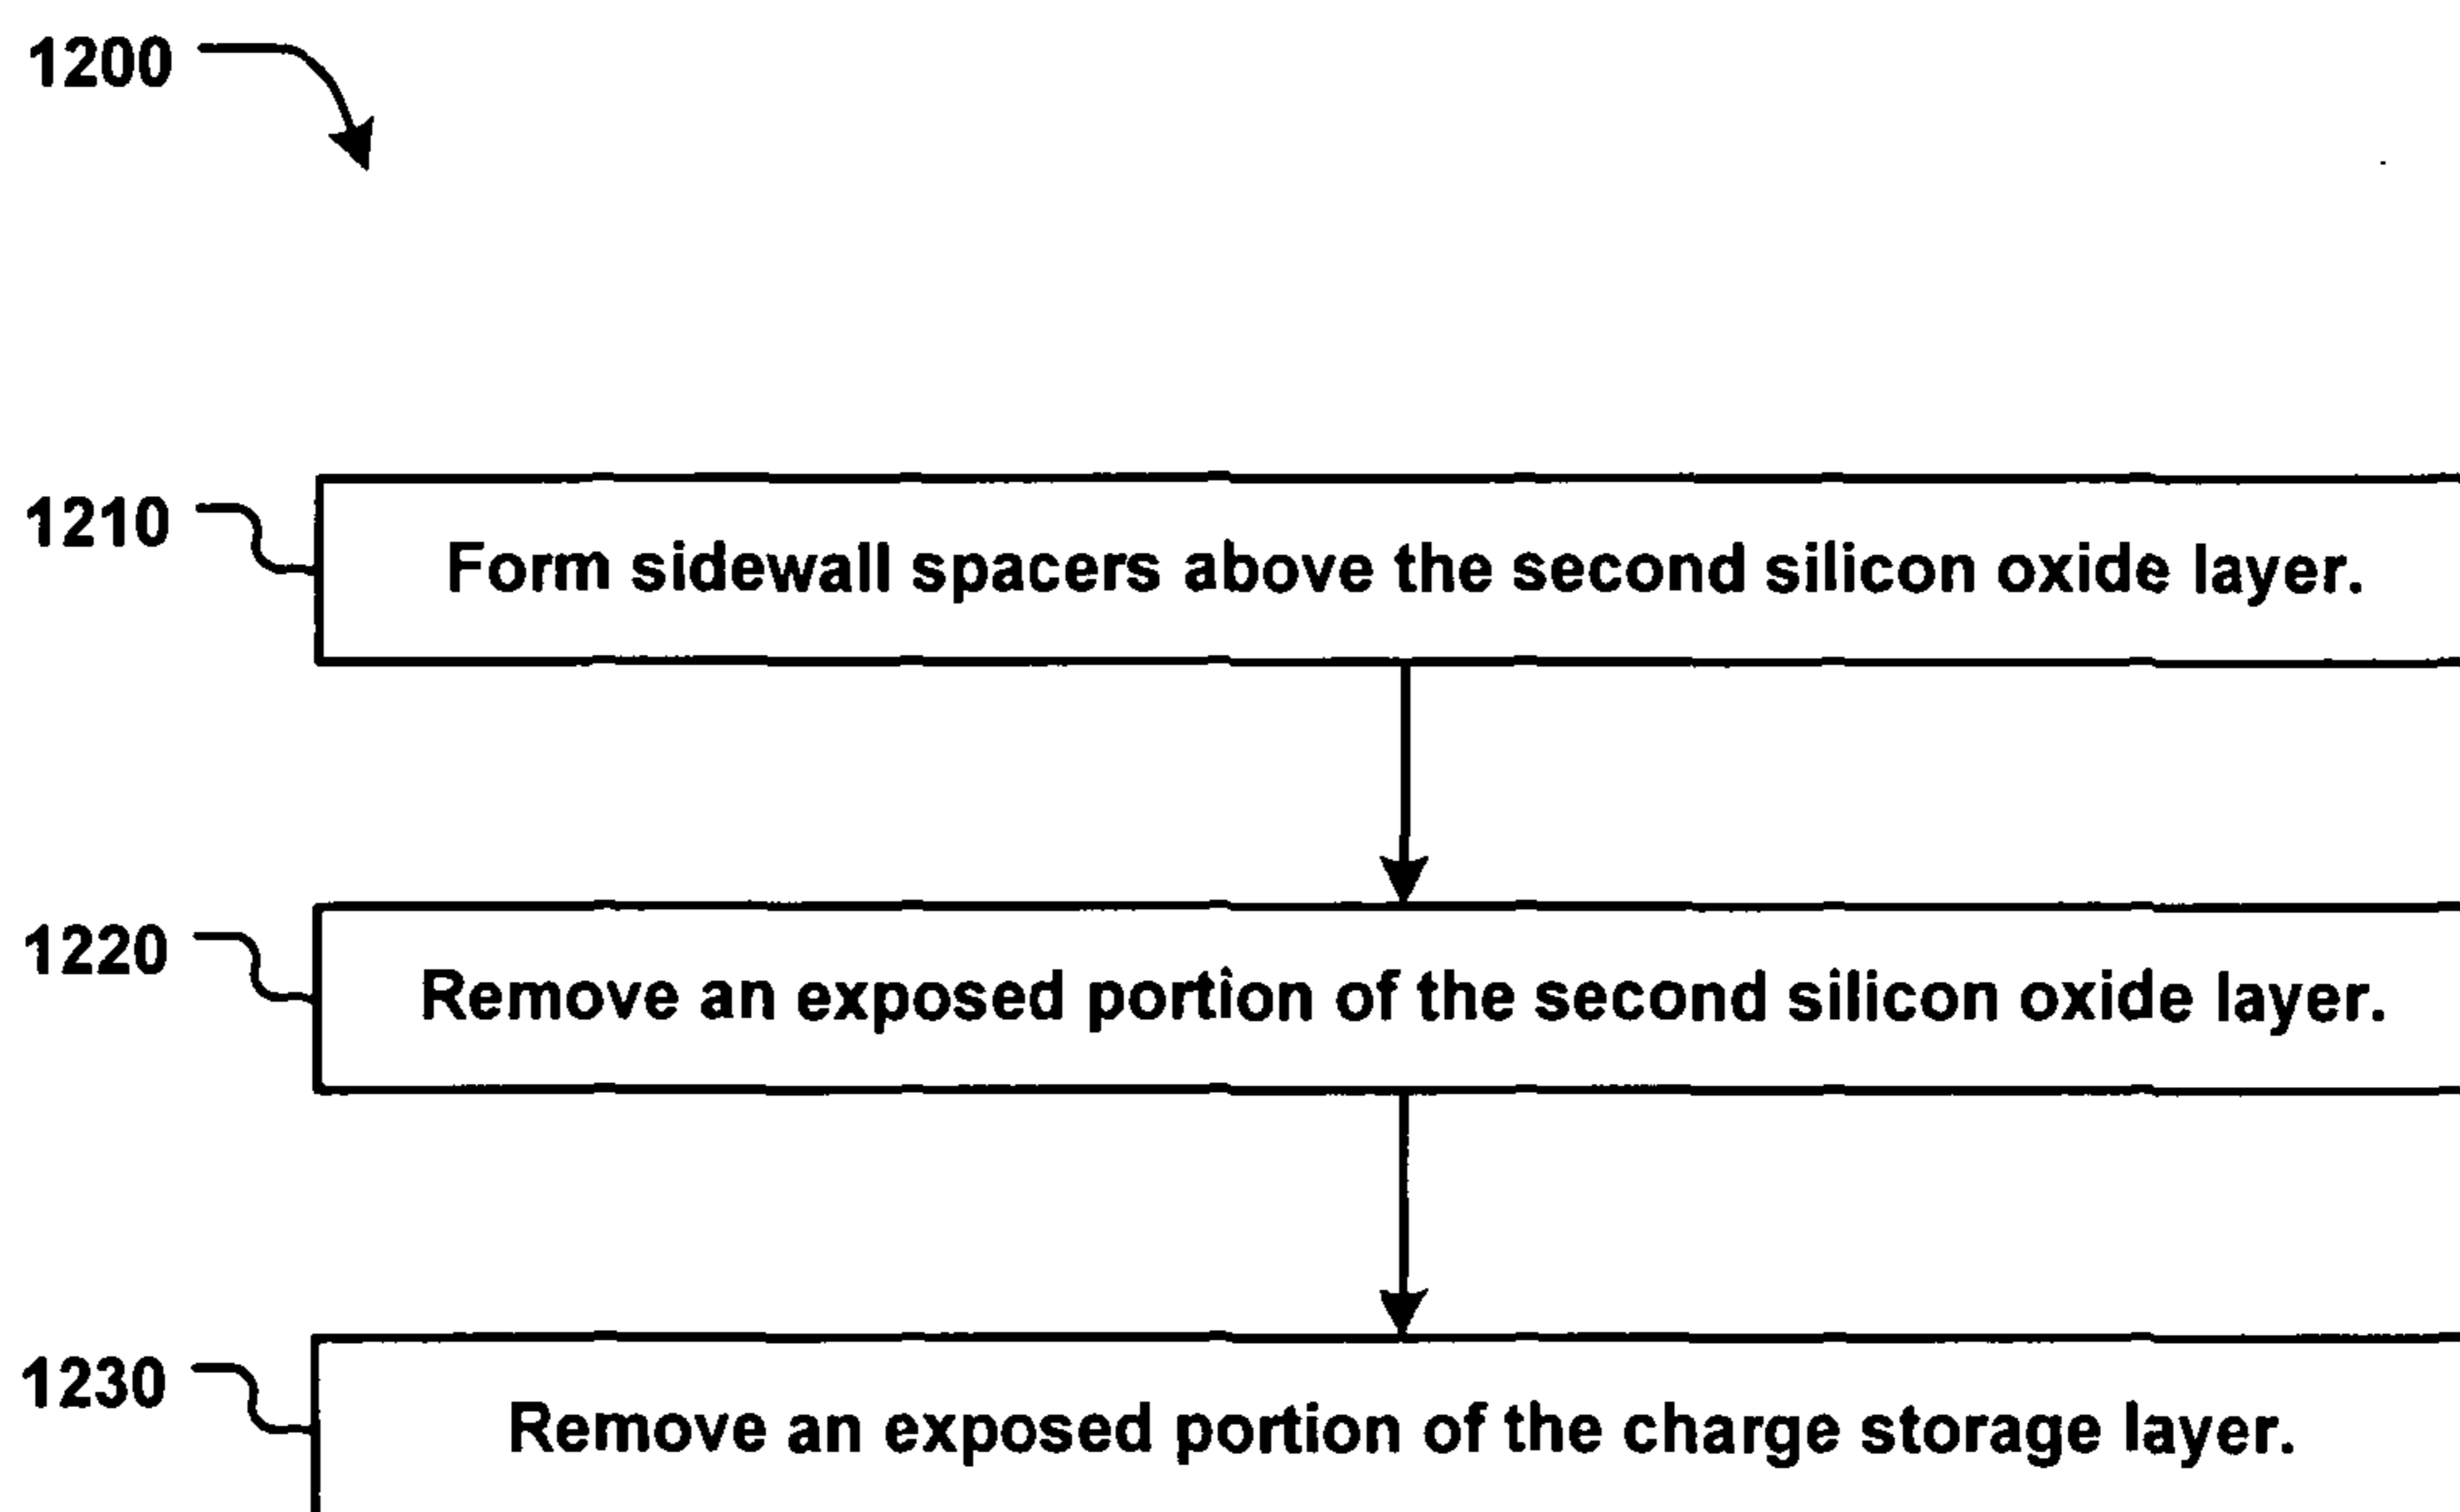 1200
1210
Form sidewall spacers above the second silicon oxide layer.
1220
Remove an exposed portion of the second silicon oxide layer.
1230
Remove an exposed portion of the charge storage layer.